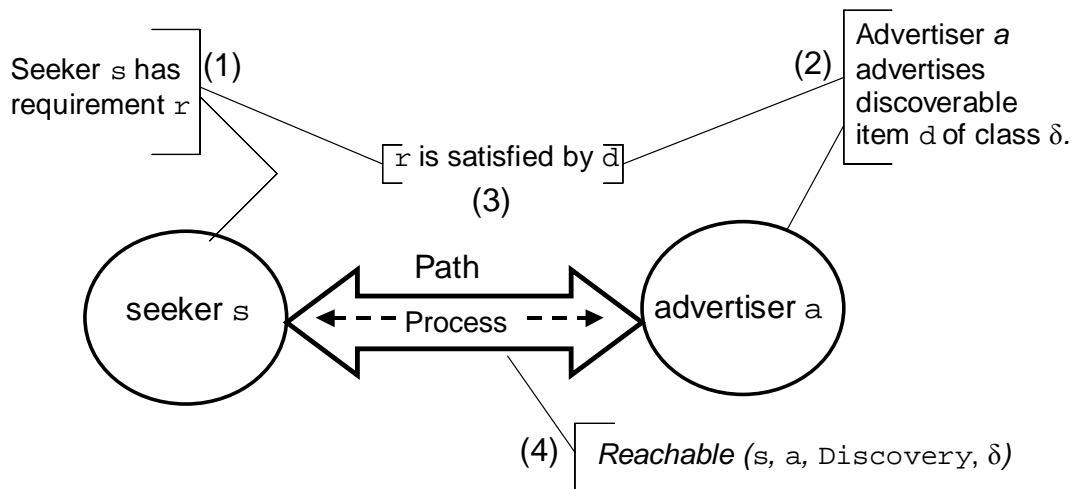 Seeker s has
requirement r
(1)
(2)
Advertiser a
advertises
discoverable
item d of class δ.
r is satisfied by d
(3)
Path
seeker s
Process
advertiser a
(4)
Reachable (s, a, Discovery, δ)